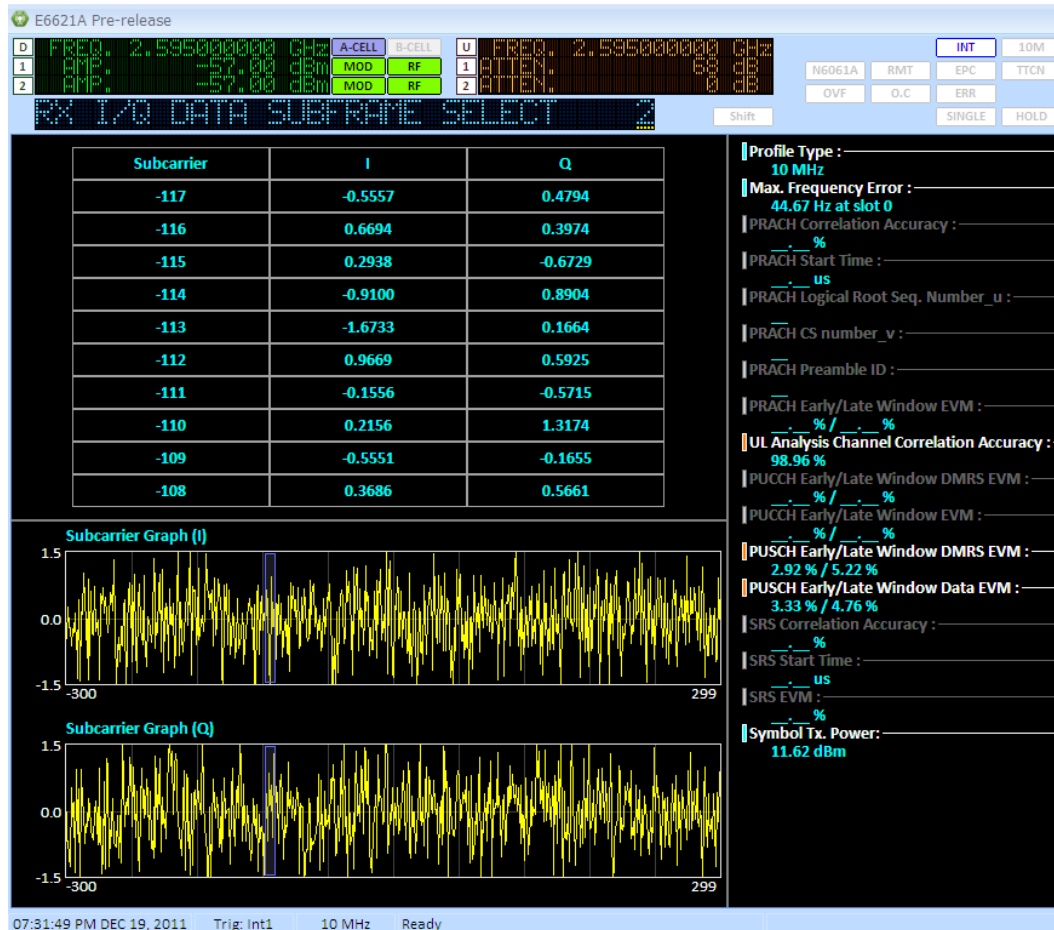 E6621A Pre-release
D FREQ. 2.595000000 GHz A-CELL B-CELL U FREQ. 2.595000000 GHz INT 10M
1 AMP. -57.00 dBm MOD RF 1 ATTEN. dB N6061A RMT EPC TTCN
2 AMP. -57.00 dBm MOD RF 2 ATTEN. 0 dB OVF O.C ERR
RX I/Q DATA SUBFRAME SELECT 2 Shift SINGLE HOLD
Subcarrier I Q
-117 -0.5557 0.4794
-116 0.6694 0.3974
-115 0.2938 -0.6729
-114 -0.9100 0.8904
-113 -1.6733 0.1664
-112 0.9669 0.5925
-111 -0.1556 -0.5715
-110 0.2156 1.3174
-109 -0.5551 -0.1655
-108 0.3686 0.5661
Subcarrier Graph (I)
1.5
0.0
-1.5
-300 299
Subcarrier Graph (Q)
1.5
0.0
-1.5
-300 299
Profile Type :
10 MHz
Max. Frequency Error :
44.67 Hz at slot 0
PRACH Correlation Accuracy :
__.__ %
PRACH Start Time :
__.__ us
PRACH Logical Root Seq. Number_u :
__
PRACH CS number_v :
__
PRACH Preamble ID :
__
PRACH Early/Late Window EVM :
__.__ % / __.__ %
UL Analysis Channel Correlation Accuracy :
98.96 %
PUCCH Early/Late Window DMRS EVM :
__.__ % / __.__ %
PUCCH Early/Late Window EVM :
__.__ % / __.__ %
PUSCH Early/Late Window DMRS EVM :
2.92 % / 5.22 %
PUSCH Early/Late Window Data EVM :
3.33 % / 4.76 %
SRS Correlation Accuracy :
__.__ %
SRS Start Time :
__.__ us
SRS EVM :
__.__ %
Symbol Tx. Power:
11.62 dBm
07:31:49 PM DEC 19, 2011 Trig: Int1 10 MHz Ready